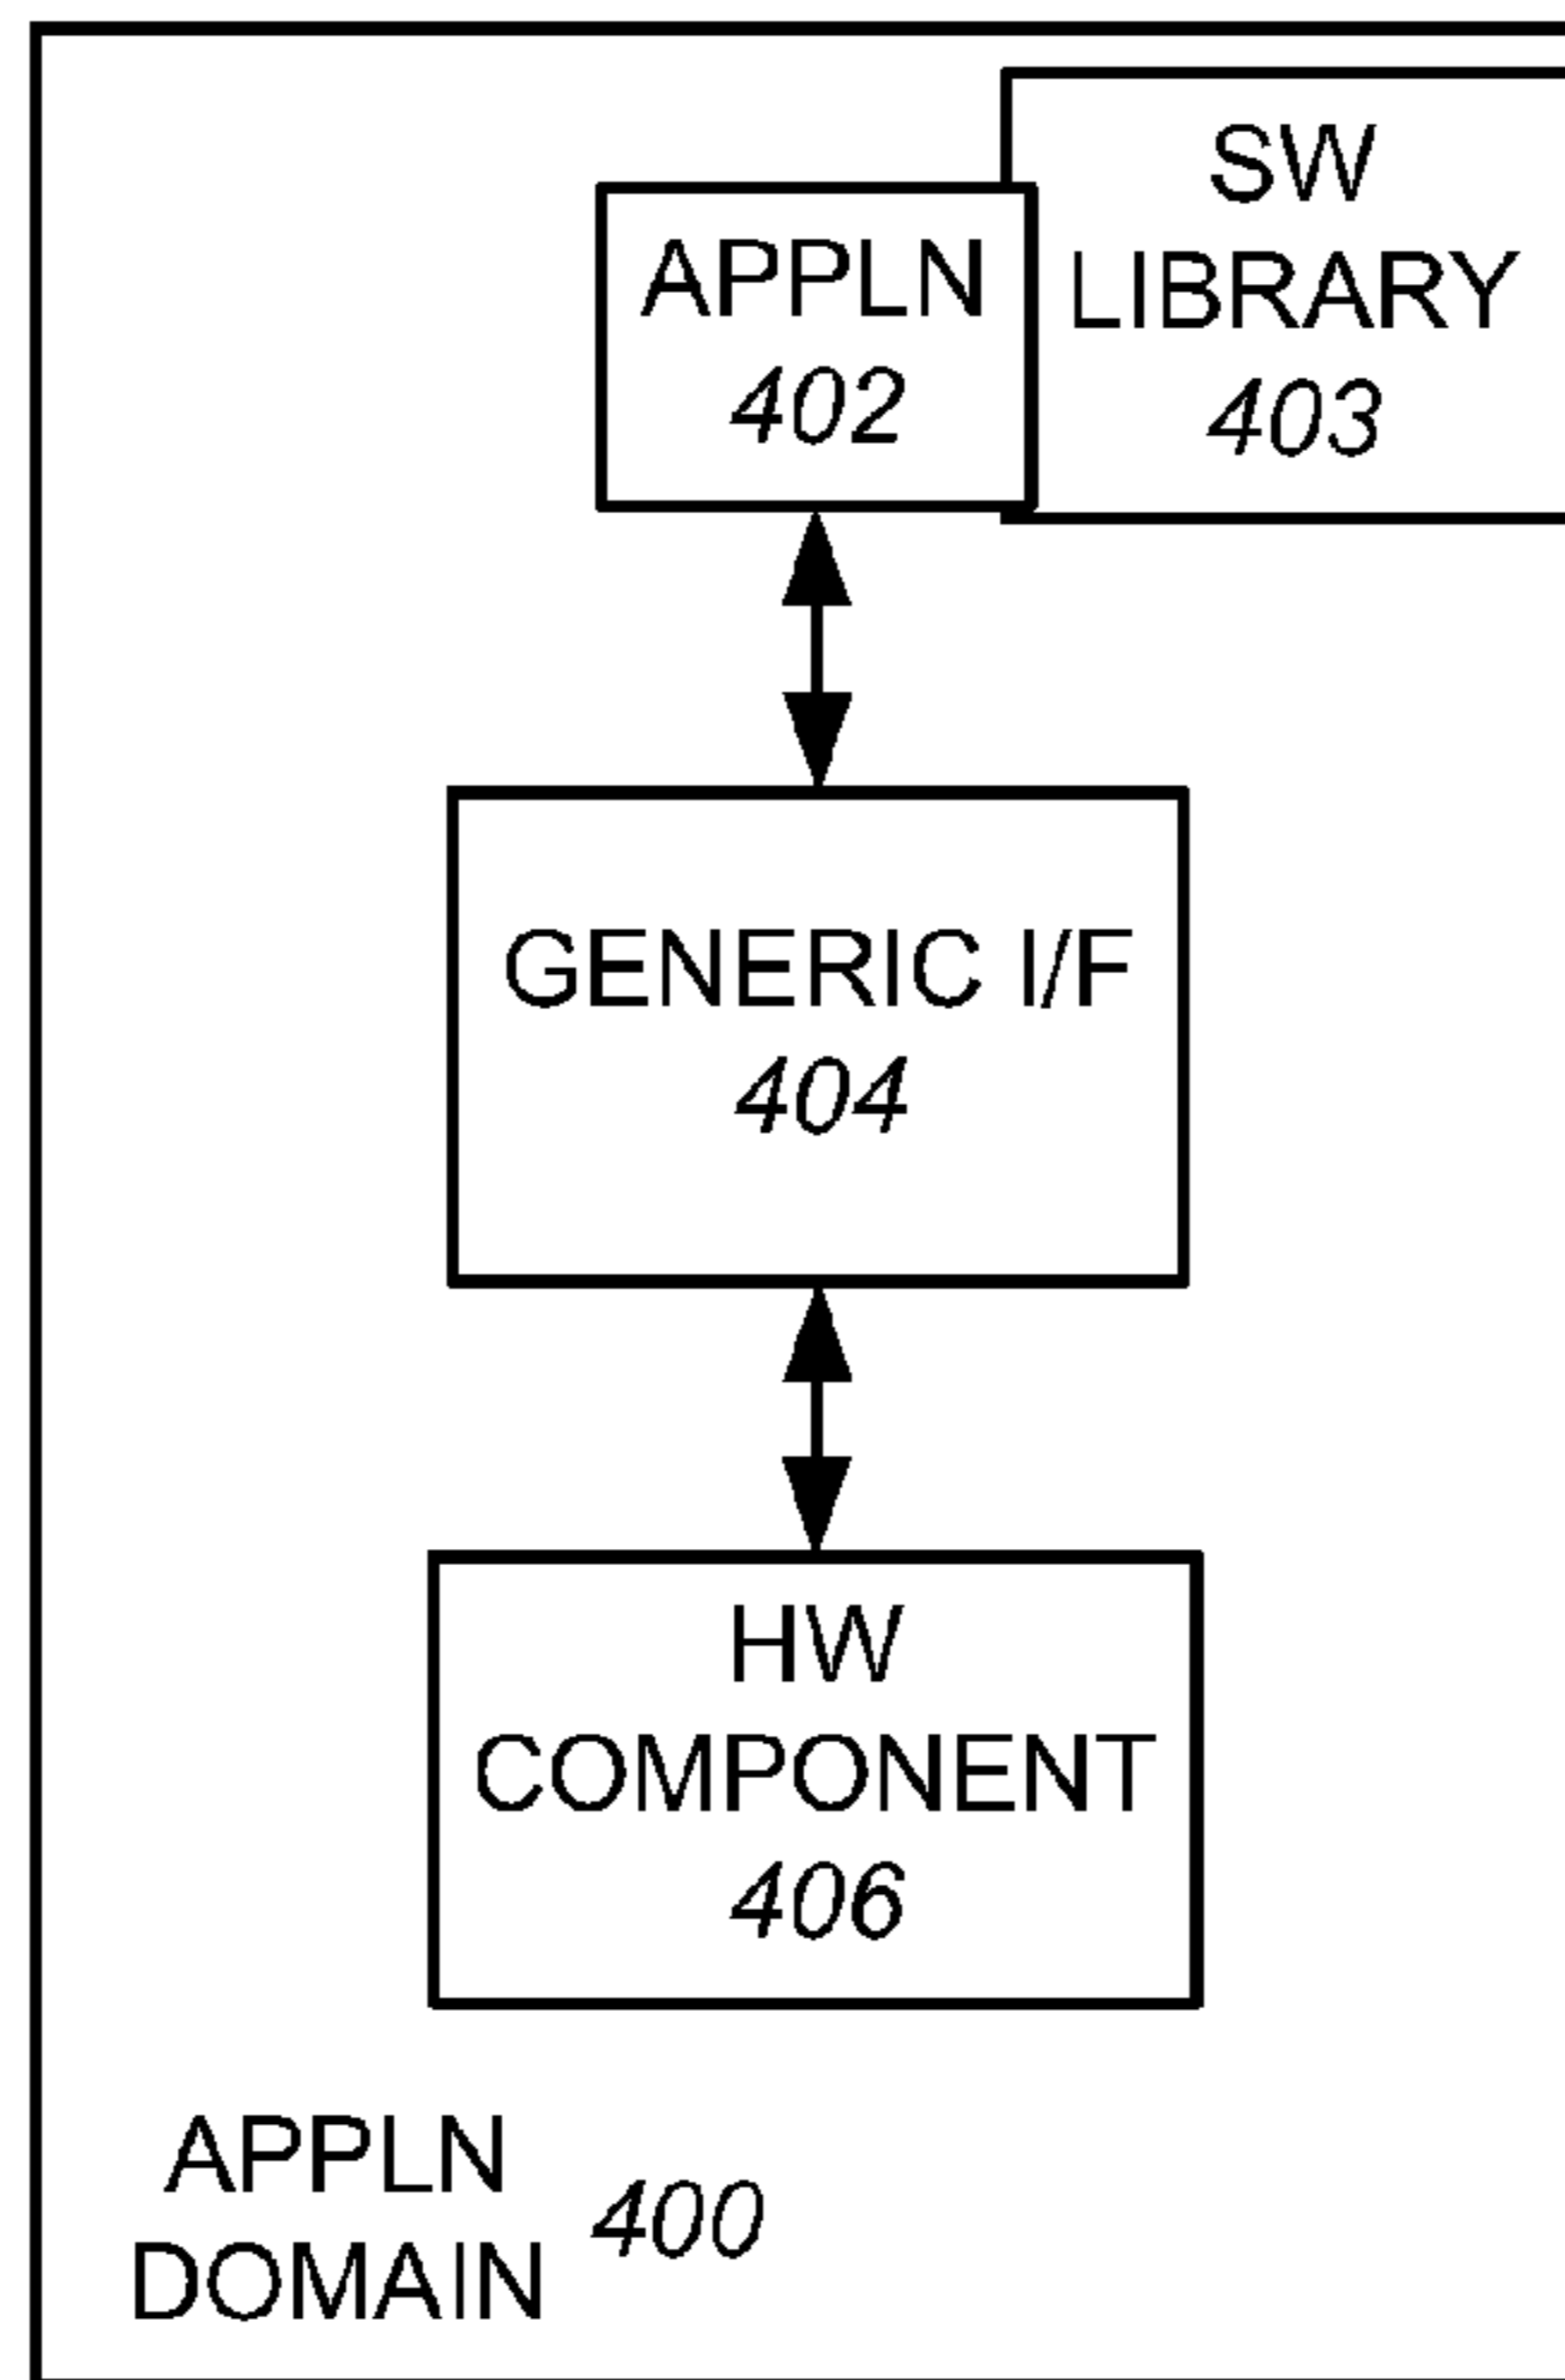 SW
LIBRARY
403
APPLN
402
GENERIC I/F
404
HW
COMPONENT
406
APPLN
DOMAIN
400